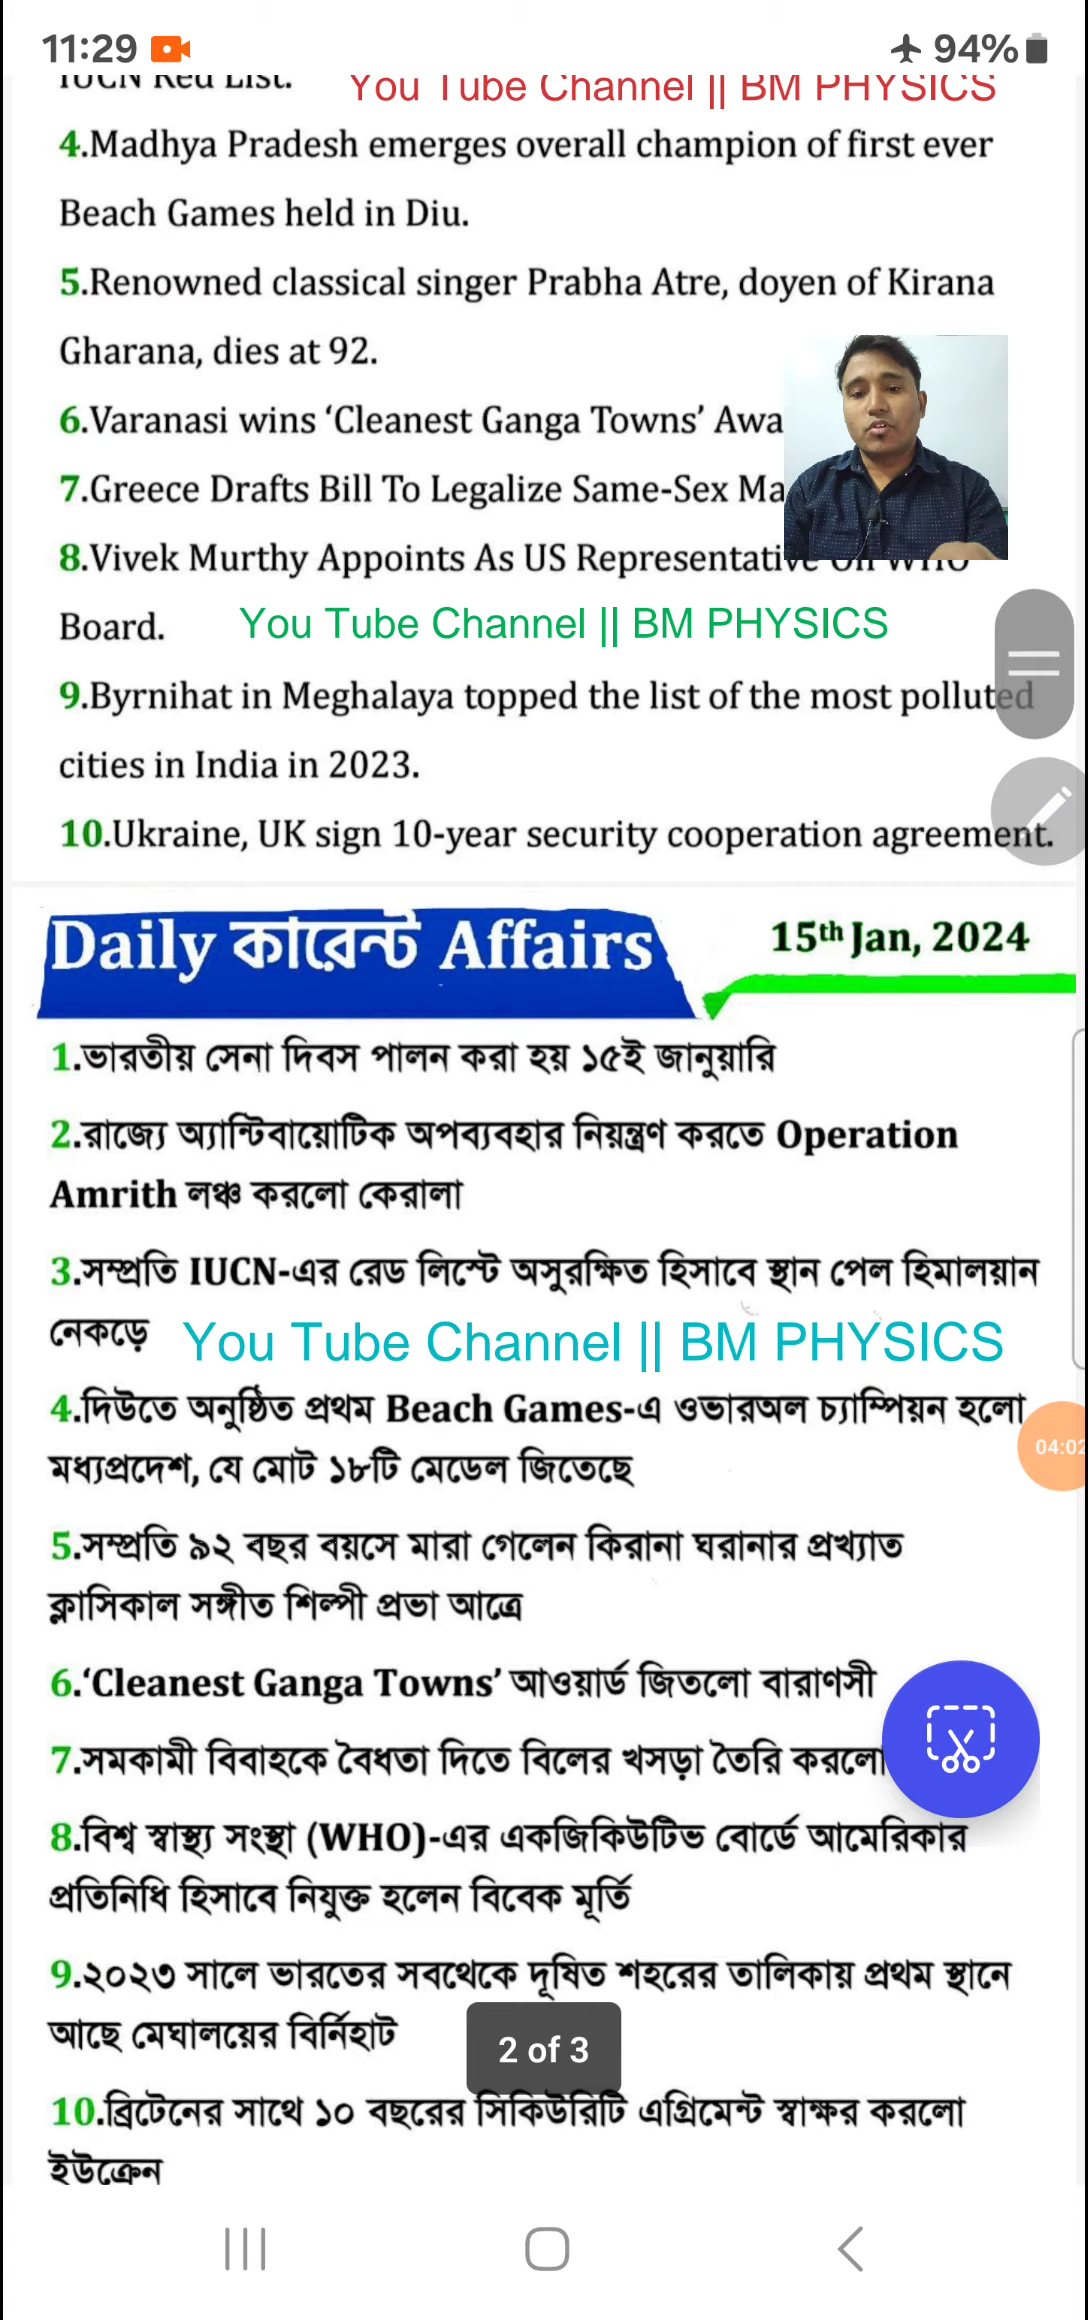 11:29 94%
IUCN Red List. You Tube Channel || BM PHYSICS
4.Madhya Pradesh emerges overall champion of first ever
Beach Games held in Diu.
5.Renowned classical singer Prabha Atre, doyen of Kirana
Gharana, dies at 92.
6.Varanasi wins ‘Cleanest Ganga Towns’ Awa
7.Greece Drafts Bill To Legalize Same-Sex Ma
8.Vivek Murthy Appoints As US Representative On WHO
Board. You Tube Channel || BM PHYSICS
9.Byrnihat in Meghalaya topped the list of the most polluted
cities in India in 2023.
10.Ukraine, UK sign 10-year security cooperation agreement.
Daily কারেন্ট Affairs 15th Jan, 2024
1.ভারতীয় সেনা দিবস পালন করা হয় ১৫ই জানুয়ারি
2.রাজ্যে অ্যান্টিবায়োটিক অপব্যবহার নিয়ন্ত্রণ করতে Operation
Amrith লঞ্চ করলো কেরালা
3.সম্প্রতি IUCN-এর রেড লিস্টে অসুরক্ষিত হিসাবে স্থান পেল হিমালয়ান
নেকড়ে You Tube Channel || BM PHYSICS
4.দিউতে অনুষ্ঠিত প্রথম Beach Games-এ ওভারঅল চ্যাম্পিয়ন হলো
মধ্যপ্রদেশ, যে মোট ১৮টি মেডেল জিতেছে
04:02
5.সম্প্রতি ৯২ বছর বয়সে মারা গেলেন কিরানা ঘরানার প্রখ্যাত
ক্লাসিকাল সঙ্গীত শিল্পী প্রভা আত্রে
6.‘Cleanest Ganga Towns’ আওয়ার্ড জিতলো বারাণসী
7.সমকামী বিবাহকে বৈধতা দিতে বিলের খসড়া তৈরি করলো
8.বিশ্ব স্বাস্থ্য সংস্থা (WHO)-এর একজিকিউটিভ বোর্ডে আমেরিকার
প্রতিনিধি হিসাবে নিযুক্ত হলেন বিবেক মূর্তি
9.২০২৩ সালে ভারতের সবথেকে দূষিত শহরের তালিকায় প্রথম স্থানে
আছে মেঘালয়ের বির্নিহাট
2 of 3
10.ব্রিটেনের সাথে ১০ বছরের সিকিউরিটি এগ্রিমেন্ট স্বাক্ষর করলো
ইউক্রেন